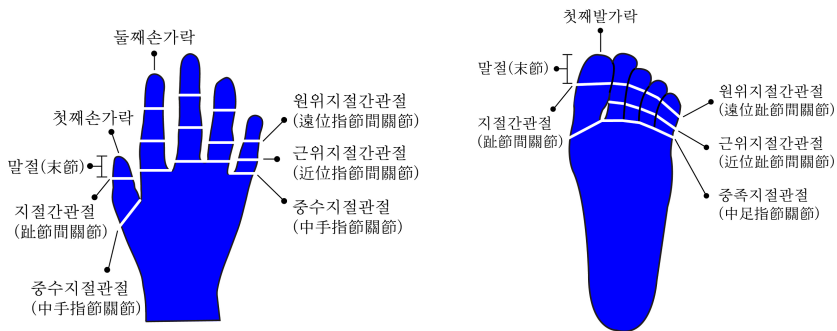 둘째손가락
첫째손가락
말절(末節)
지절간관절
(趾節間關節)
중수지절관절
(中手指節關節)
원위지절간관절
(遠位指節間關節)
근위지절간관절
(近位指節間關節)
중수지절관절
(中手指節關節)
첫째발가락
말절(末節)
지절간관절
(趾節間關節)
원위지절간관절
(遠位趾節間關節)
근위지절간관절
(近位趾節間關節)
중족지절관절
(中足指節關節)